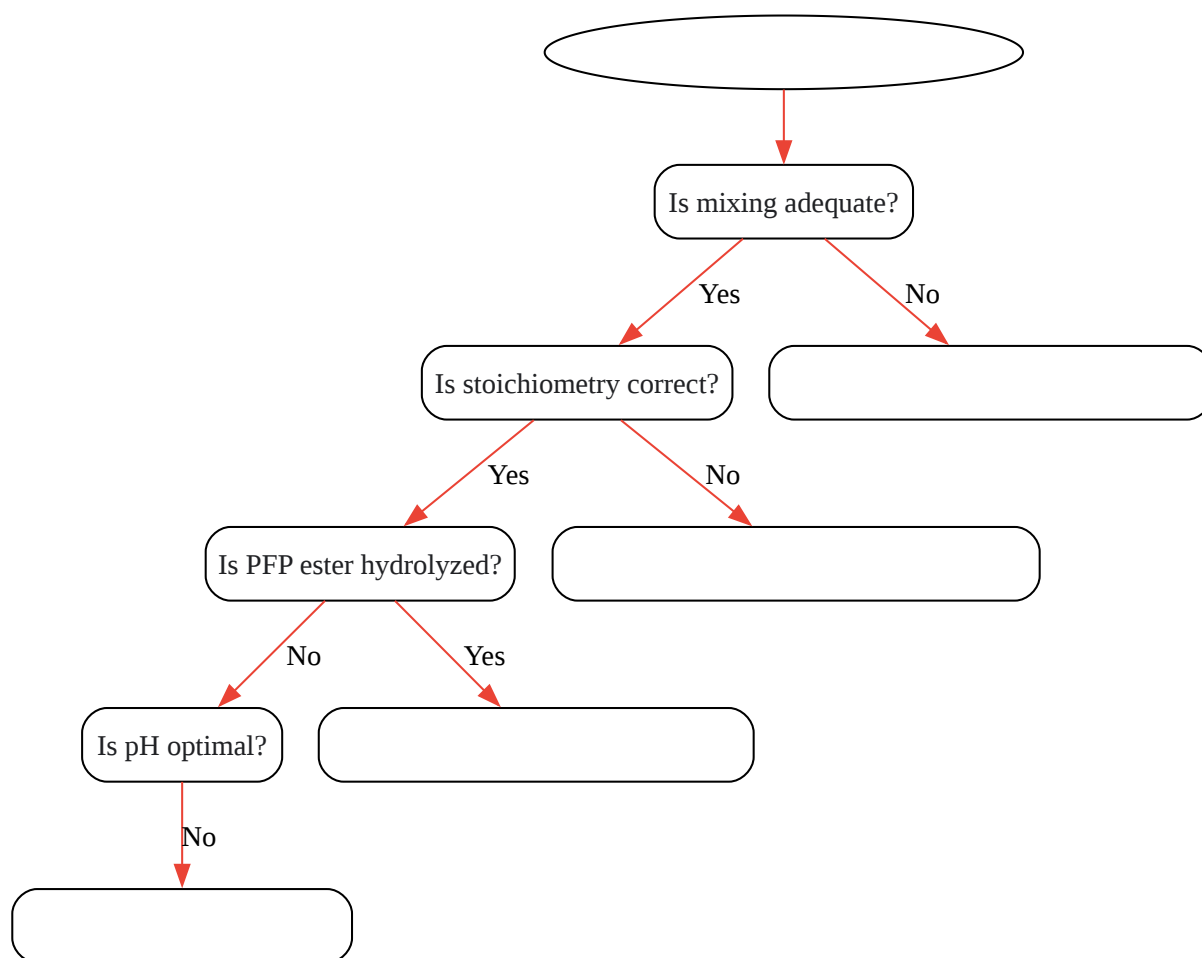 Is mixing adequate?
Yes
No
Is stoichiometry correct?
Yes
No
Is PFP ester hydrolyzed?
No
Yes
Is pH optimal?
No